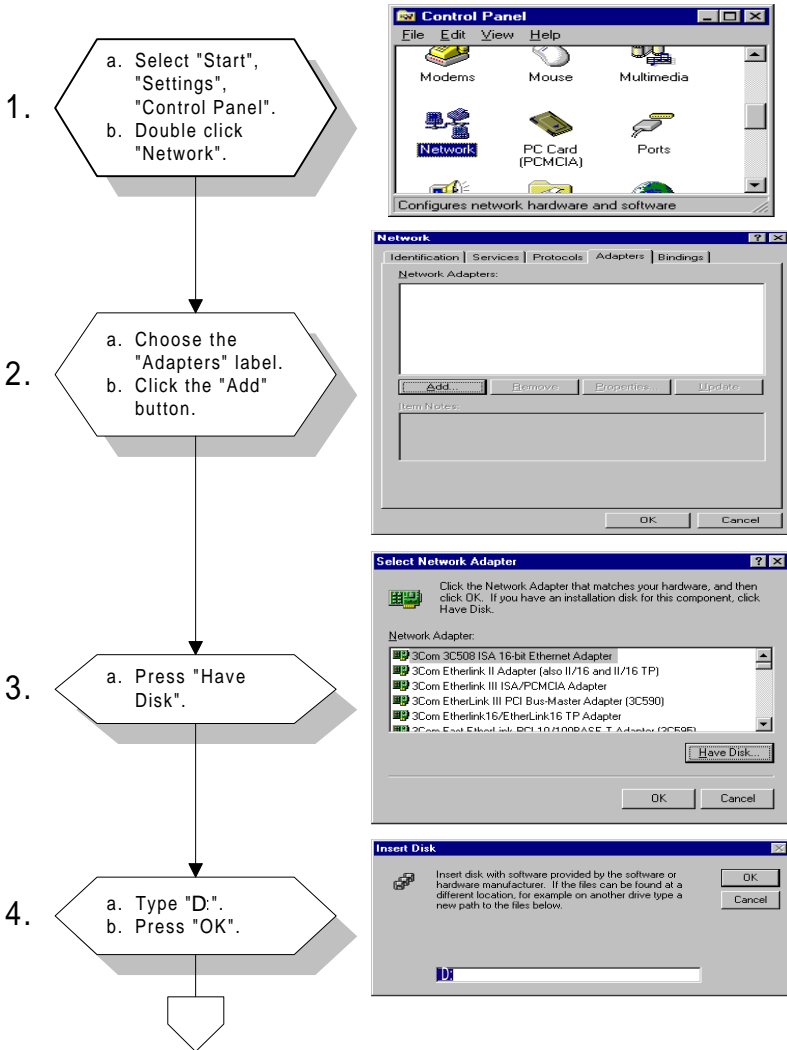 1.
a. Select "Start",
"Settings",
"Control Panel".
b. Double click
"Network".
Control Panel
File Edit View Help
Modems Mouse Multimedia
Network PC Card Ports
(PCMCIA)
Configures network hardware and software
2.
a. Choose the
"Adapters" label.
b. Click the "Add"
button.
Network
Identification Services Protocols Adapters Bindings
Network Adapters:
Add... Remove Properties... Update
Item Notes:
OK Cancel
3.
a. Press "Have
Disk".
Select Network Adapter
Click the Network Adapter that matches your hardware, and then
click OK. If you have an installation disk for this component, click
Have Disk.
Network Adapter:
3Com 3C508 ISA 16-bit Ethernet Adapter
3Com Etherlink II Adapter (also II/16 and II/16 TP)
3Com Etherlink III ISA/PCMCIA Adapter
3Com EtherLink III PCI Bus-Master Adapter (3C590)
3Com Etherlink16/EtherLink16 TP Adapter
3Com Fast EtherLink PCI 10/100BASE-T Adapter (3C595)
Have Disk...
OK Cancel
4.
a. Type "D:".
b. Press "OK".
Insert Disk
Insert disk with software provided by the software or
hardware manufacturer. If the files can be found at a
different location, for example on another drive type a
new path to the files below.
OK
Cancel
D: